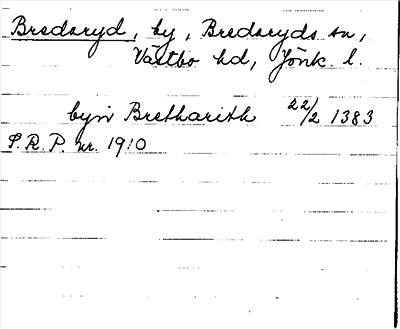 Bredaryd, by, Bredaryds sn,
Västbo hd, Jönk. l.
byn Bretharith 22/2 1383
S.R.P. nr. 1910